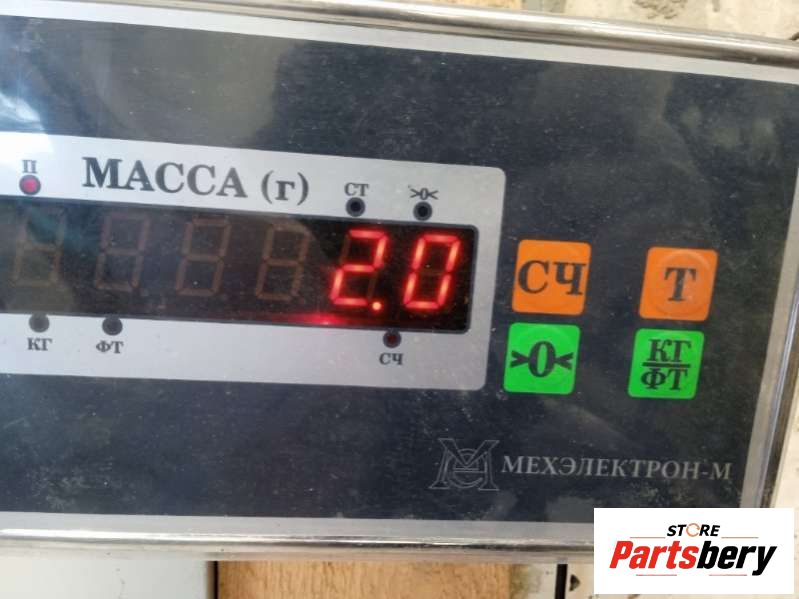 П
МАССА (г)
СТ
>0<
2.0
КГ
ФТ
СЧ
СЧ
Т
>0<
КГ
ФТ
МЕХЭЛЕКТРОН-М
STORE
Partsbery